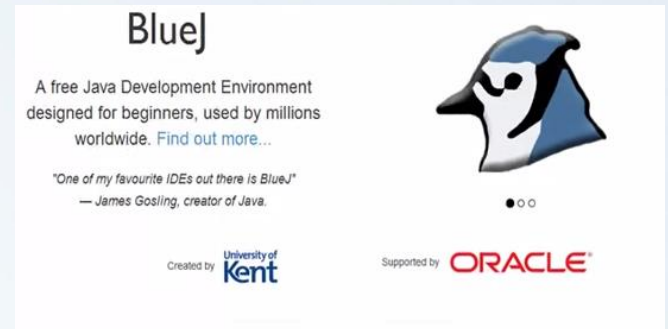 BlueJ
A free Java Development Environment
designed for beginners, used by millions
worldwide. Find out more...
"One of my favourite IDEs out there is BlueJ"
— James Gosling, creator of Java.
Created by University of
Kent
Supported by ORACLE®